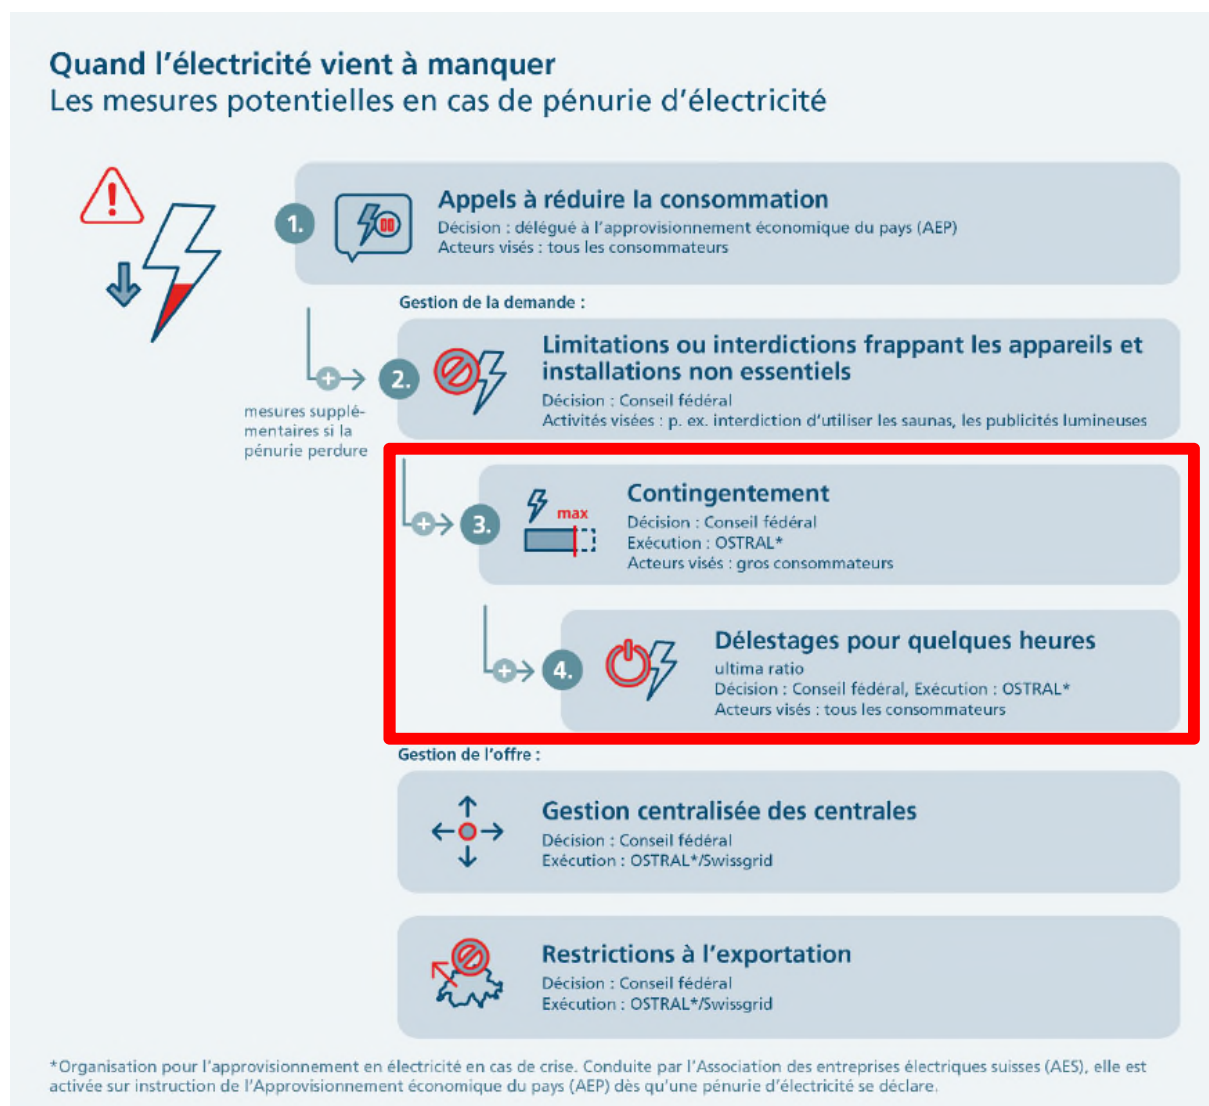 Quand l'électricité vient à manquer
Les mesures potentielles en cas de pénurie d'électricité
1.
Appels à réduire la consommation
Décision : délégué à l'approvisionnement économique du pays (AEP)
Acteurs visés : tous les consommateurs
Gestion de la demande :
mesures supplé-
mentaires si la
pénurie perdure
+
2.
Limitations ou interdictions frappant les appareils et
installations non essentiels
Décision : Conseil fédéral
Activités visées : p. ex. interdiction d'utiliser les saunas, les publicités lumineuses
+
3.
max
Contingentement
Décision : Conseil fédéral
Exécution : OSTRAL*
Acteurs visés : gros consommateurs
+
4.
Délestages pour quelques heures
ultima ratio
Décision : Conseil fédéral, Exécution : OSTRAL*
Acteurs visés : tous les consommateurs
Gestion de l'offre :
Gestion centralisée des centrales
Décision : Conseil fédéral
Exécution : OSTRAL*/Swissgrid
Restrictions à l'exportation
Décision : Conseil fédéral
Exécution : OSTRAL*/Swissgrid
*Organisation pour l'approvisionnement en électricité en cas de crise. Conduite par l'Association des entreprises électriques suisses (AES), elle est
activée sur instruction de l'Approvisionnement économique du pays (AEP) dès qu'une pénurie d'électricité se déclare.